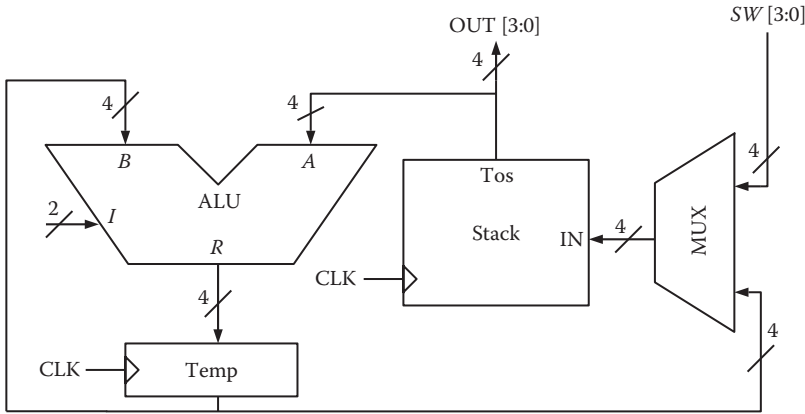 OUT [3:0]
SW [3:0]
4
4
4
4
B
A
Tos
ALU
2
I
Stack
IN
4
MUX
R
CLK
4
4
CLK
Temp